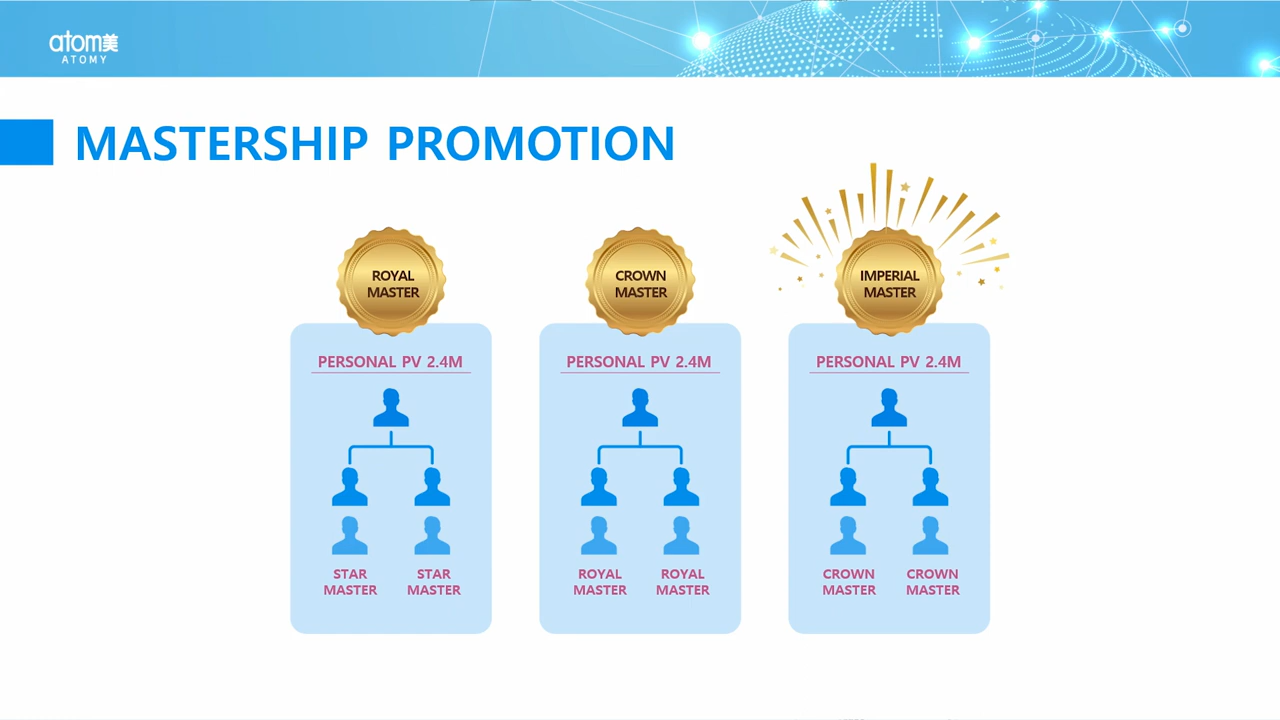 atom美
ATOMY
MASTERSHIP PROMOTION
ROYAL
MASTER
PERSONAL PV 2.4M
STAR
MASTER
STAR
MASTER
CROWN
MASTER
PERSONAL PV 2.4M
ROYAL
MASTER
ROYAL
MASTER
IMPERIAL
MASTER
PERSONAL PV 2.4M
CROWN
MASTER
CROWN
MASTER